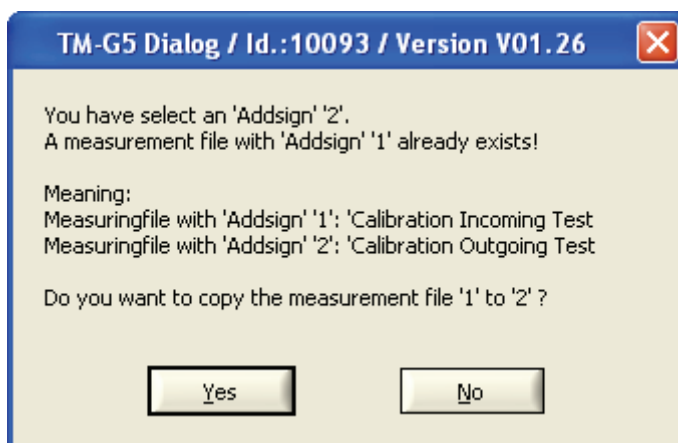 TM-G5 Dialog / Id.:10093 / Version V01.26
You have select an 'Addsign' '2'.
A measurement file with 'Addsign' '1' already exists!
Meaning:
Measuringfile with 'Addsign' '1': 'Calibration Incoming Test
Measuringfile with 'Addsign' '2': 'Calibration Outgoing Test
Do you want to copy the measurement file '1' to '2' ?
Yes
No